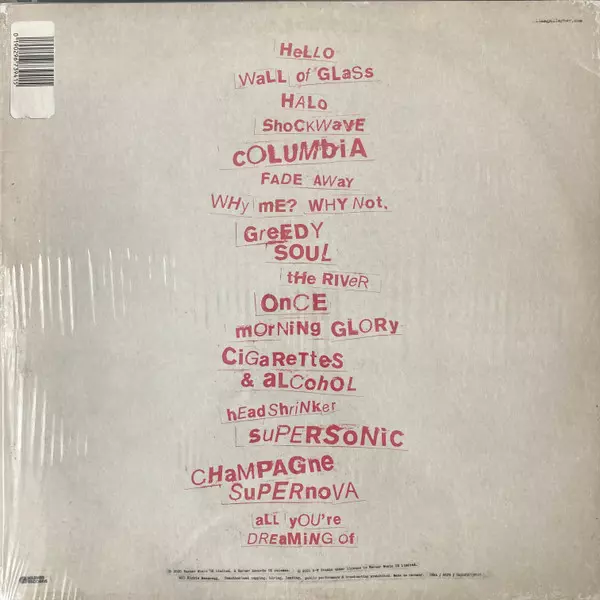 HeLLO
WaLL of GLaSs
HALo
ShoCKWavE
COLUMbiA
FADE AWay
WHy mE? WHY Not.
GreEDY
SOUL
tHe RIVeR
OnCE
mOrNiNg GLORy
CiGaReTTeS
& aLCohOL
hEadShriNKer
SuPERSoNiC
CHaMPAGne
SuPERnoVA
aLL yOU're
DREaMiNG Of